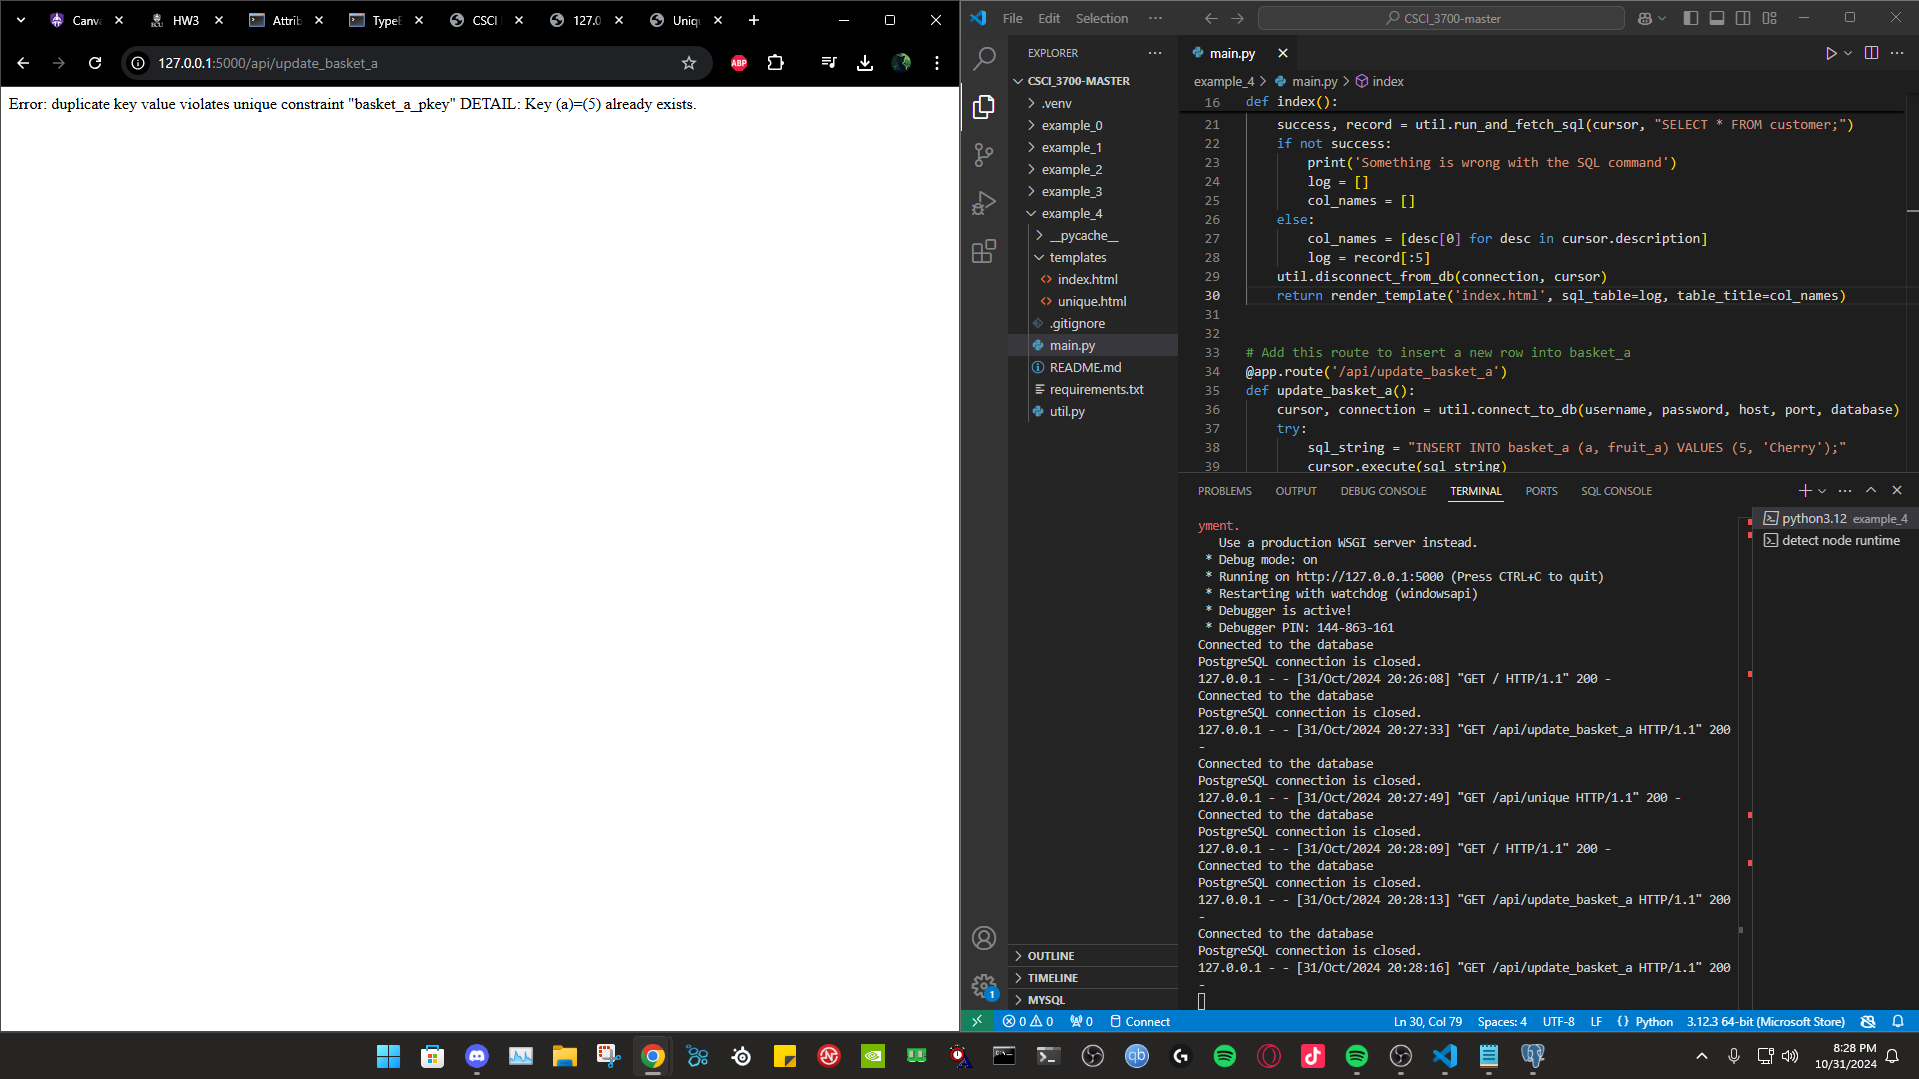 Canv
HW3
Attrib
TypeE
CSCI
127.0
Uniqu
127.0.0.1:5000/api/update_basket_a
ABP
Error: duplicate key value violates unique constraint "basket_a_pkey" DETAIL: Key (a)=(5) already exists.
File Edit Selection ···
CSCI_3700-master
EXPLORER
main.py
example_4 > main.py > index
CSCI_3700-MASTER
.venv
example_0
example_1
example_2
example_3
example_4
__pycache__
templates
index.html
unique.html
.gitignore
main.py
README.md
requirements.txt
util.py
OUTLINE
TIMELINE
MYSQL
16 def index():
21 success, record = util.run_and_fetch_sql(cursor, "SELECT * FROM customer;")
22 if not success:
23 print('Something is wrong with the SQL command')
24 log = []
25 col_names = []
26 else:
27 col_names = [desc[0] for desc in cursor.description]
28 log = record[:5]
29 util.disconnect_from_db(connection, cursor)
30 return render_template('index.html', sql_table=log, table_title=col_names)
31
32
33 # Add this route to insert a new row into basket_a
34 @app.route('/api/update_basket_a')
35 def update_basket_a():
36 cursor, connection = util.connect_to_db(username, password, host, port, database)
37 try:
38 sql_string = "INSERT INTO basket_a (a, fruit_a) VALUES (5, 'Cherry');"
39 cursor.execute(sql_string)
PROBLEMS OUTPUT DEBUG CONSOLE TERMINAL PORTS SQL CONSOLE
python3.12 example_4
detect node runtime
yment.
Use a production WSGI server instead.
* Debug mode: on
* Running on http://127.0.0.1:5000 (Press CTRL+C to quit)
* Restarting with watchdog (windowsapi)
* Debugger is active!
* Debugger PIN: 144-863-161
Connected to the database
PostgreSQL connection is closed.
127.0.0.1 - - [31/Oct/2024 20:26:08] "GET / HTTP/1.1" 200 -
Connected to the database
PostgreSQL connection is closed.
127.0.0.1 - - [31/Oct/2024 20:27:33] "GET /api/update_basket_a HTTP/1.1" 200
-
Connected to the database
PostgreSQL connection is closed.
127.0.0.1 - - [31/Oct/2024 20:27:49] "GET /api/unique HTTP/1.1" 200 -
Connected to the database
PostgreSQL connection is closed.
127.0.0.1 - - [31/Oct/2024 20:28:09] "GET / HTTP/1.1" 200 -
Connected to the database
PostgreSQL connection is closed.
127.0.0.1 - - [31/Oct/2024 20:28:13] "GET /api/update_basket_a HTTP/1.1" 200
-
Connected to the database
PostgreSQL connection is closed.
127.0.0.1 - - [31/Oct/2024 20:28:16] "GET /api/update_basket_a HTTP/1.1" 200
-
1
0 0 0 Connect
Ln 30, Col 79 Spaces: 4 UTF-8 LF {} Python 3.12.3 64-bit (Microsoft Store)
qb
8:28 PM
10/31/2024